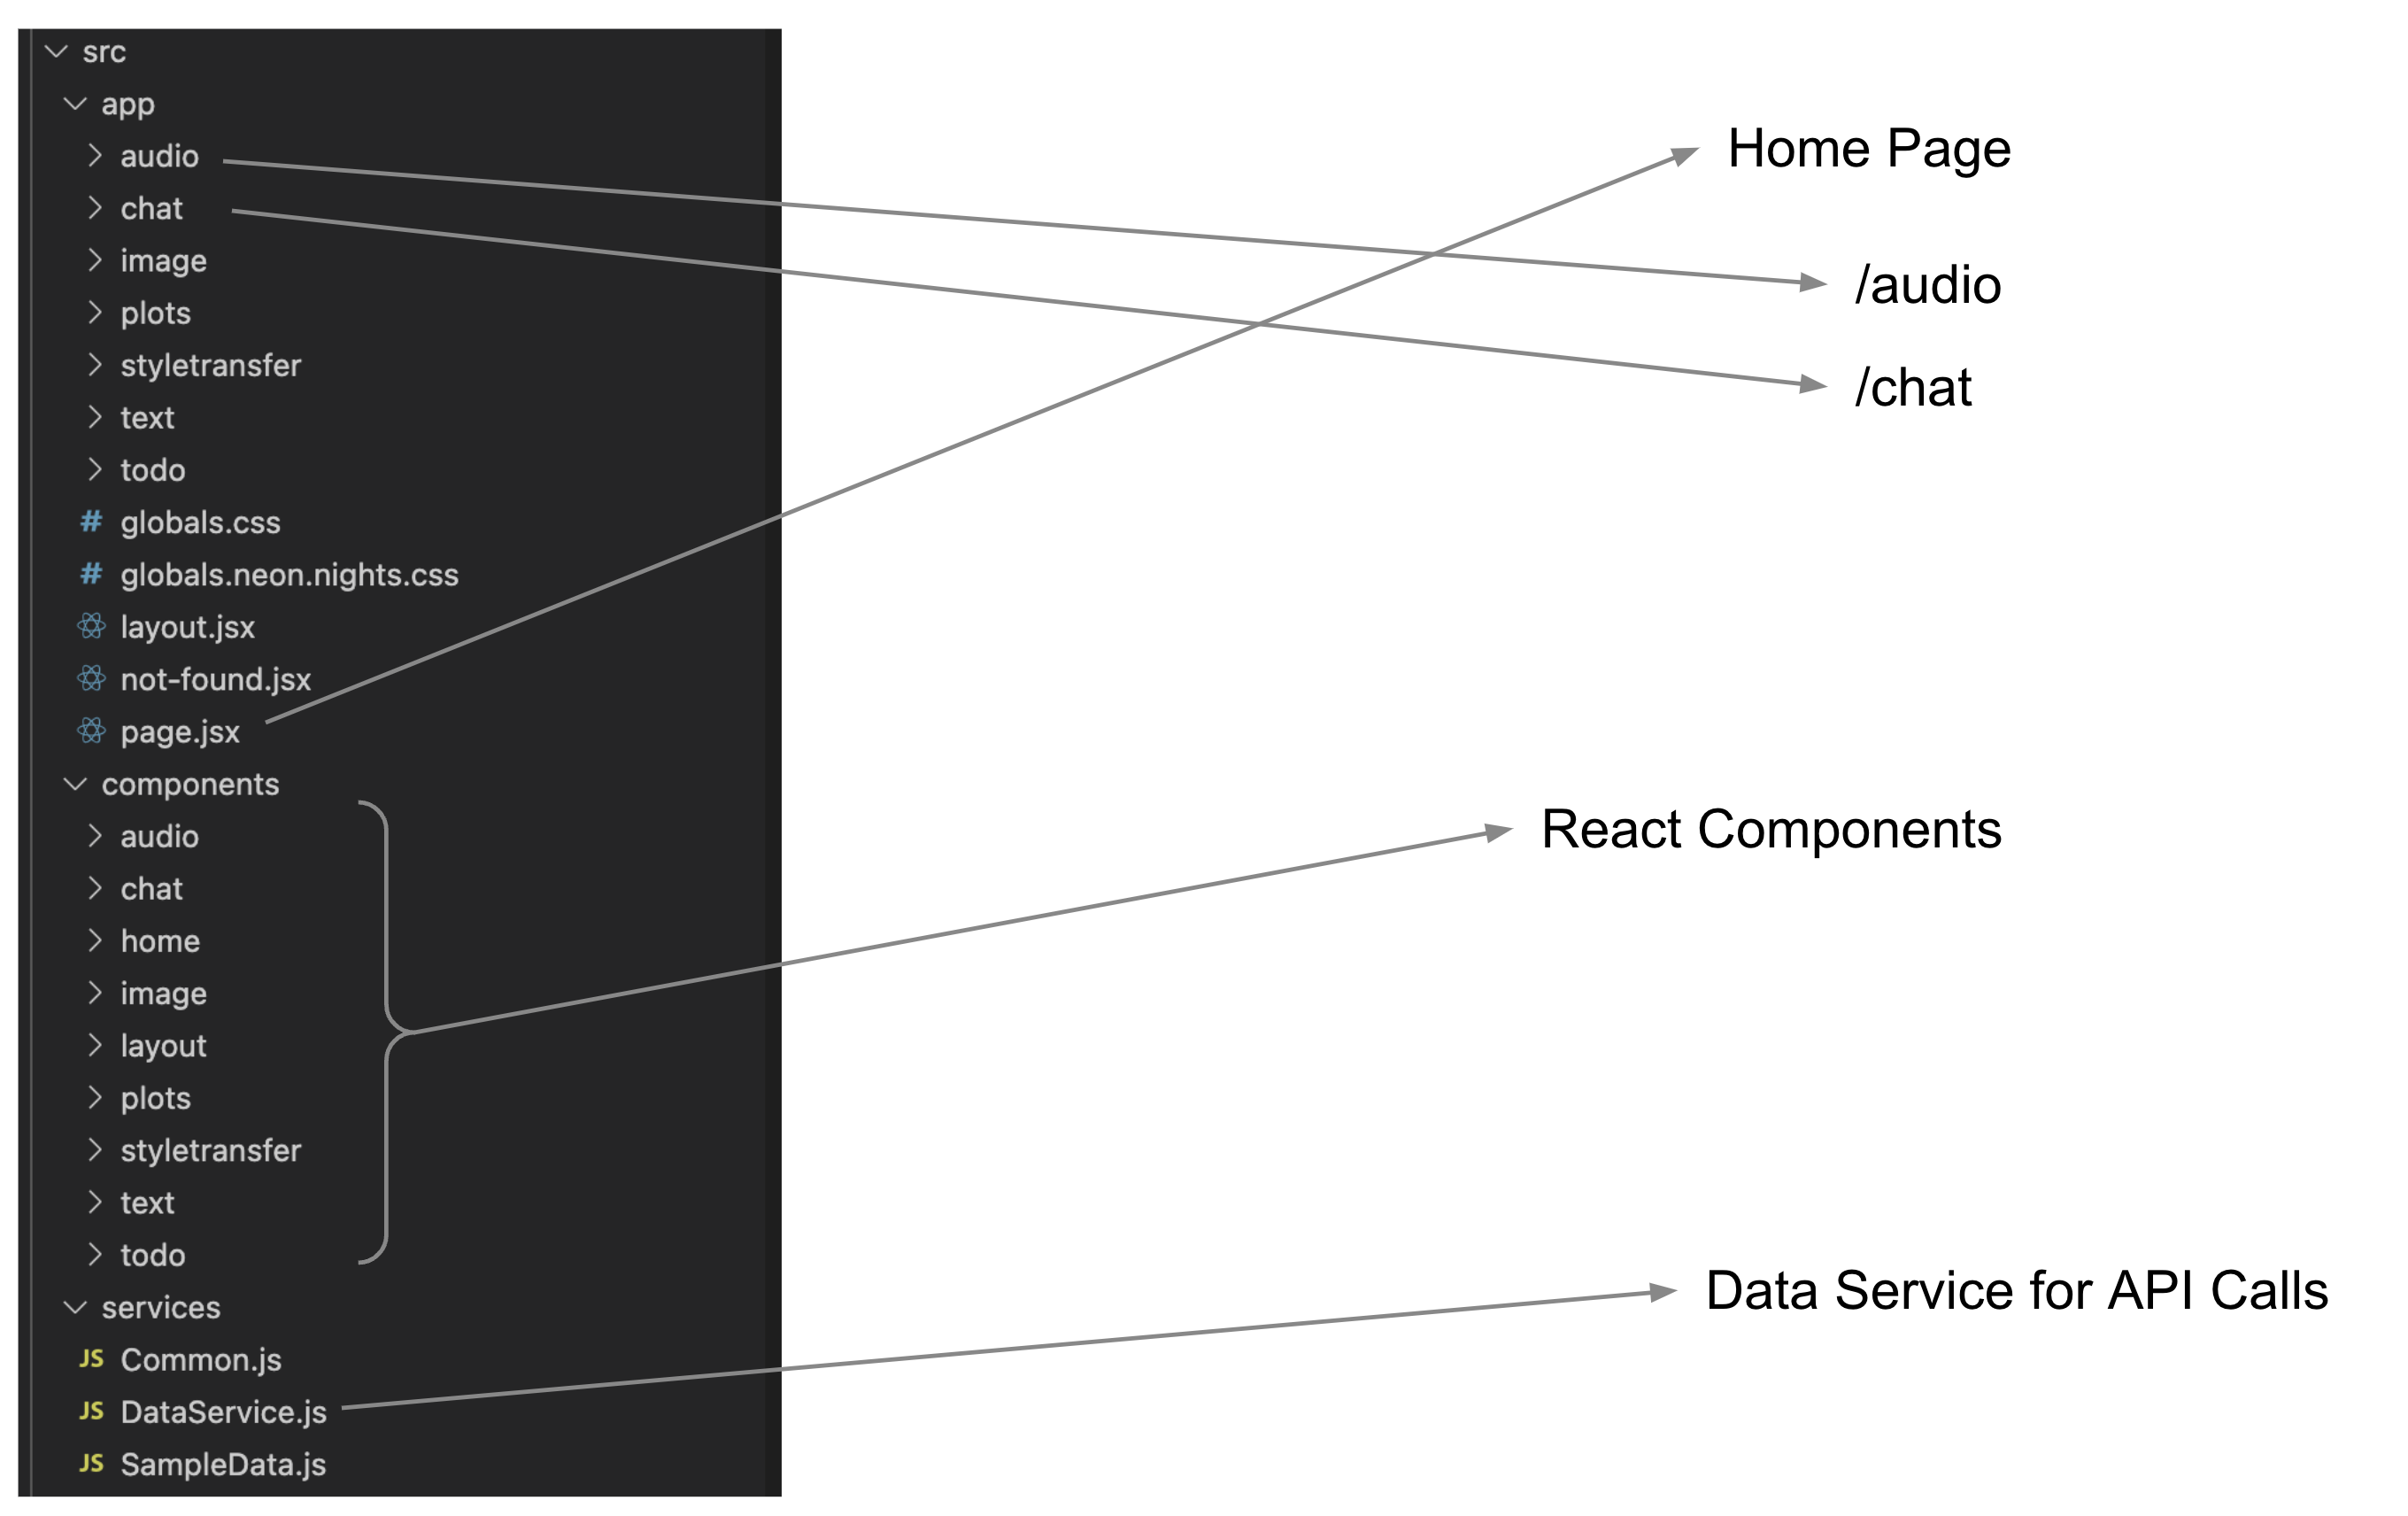 src
app
audio
chat
image
plots
styletransfer
text
todo
# globals.css
# globals.neon.nights.css
layout.jsx
not-found.jsx
page.jsx
components
audio
chat
home
image
layout
plots
styletransfer
text
todo
services
JS Common.js
JS DataService.js
JS SampleData.js
Home Page
/audio
/chat
React Components
Data Service for API Calls